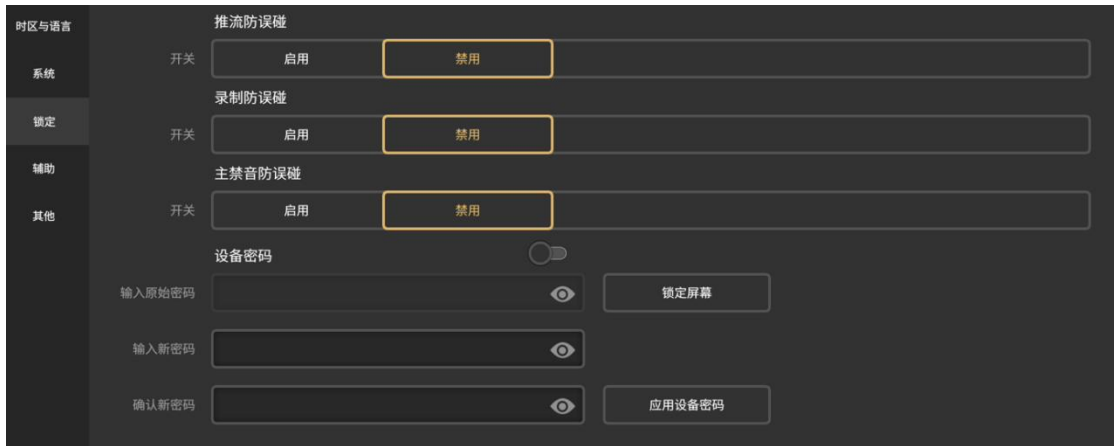 时区与语言
系统
锁定
辅助
其他
推流防误碰
开关 启用 禁用
录制防误碰
开关 启用 禁用
主禁音防误碰
开关 启用 禁用
设备密码
输入原始密码 锁定屏幕
输入新密码
确认新密码 应用设备密码